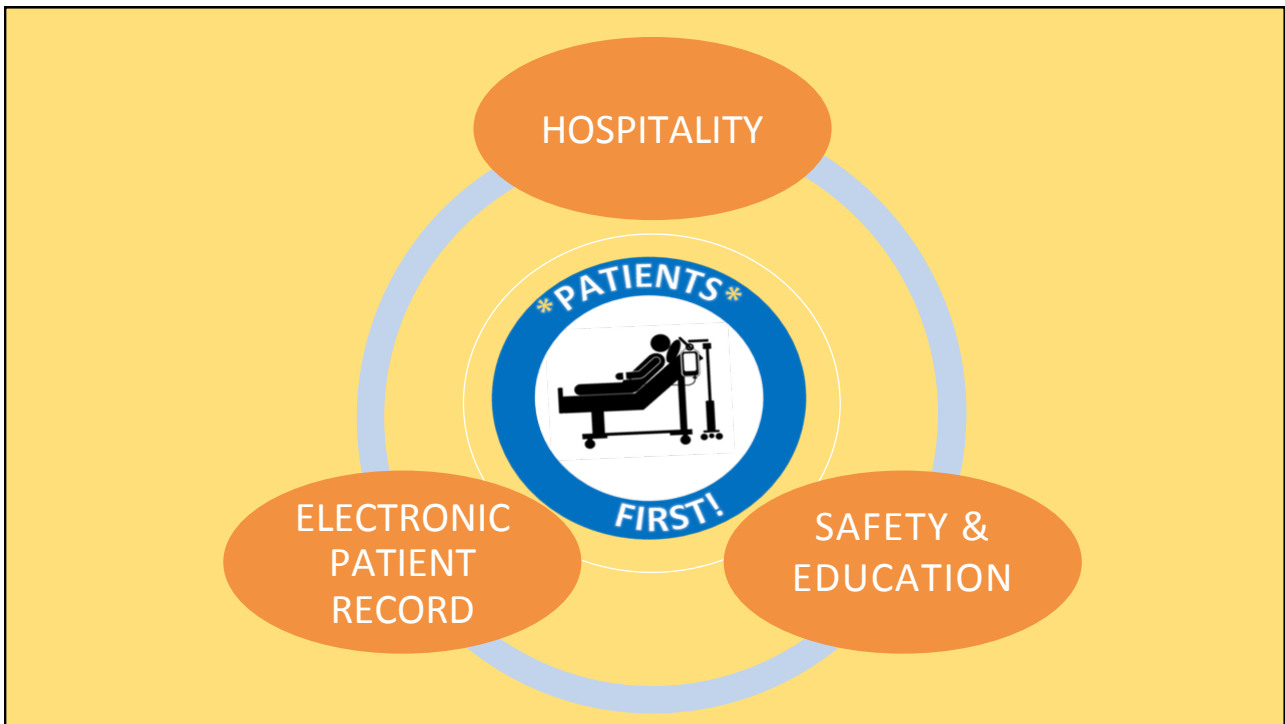 HOSPITALITY
*PATIENTS*
FIRST!
ELECTRONIC
PATIENT
RECORD
SAFETY &
EDUCATION